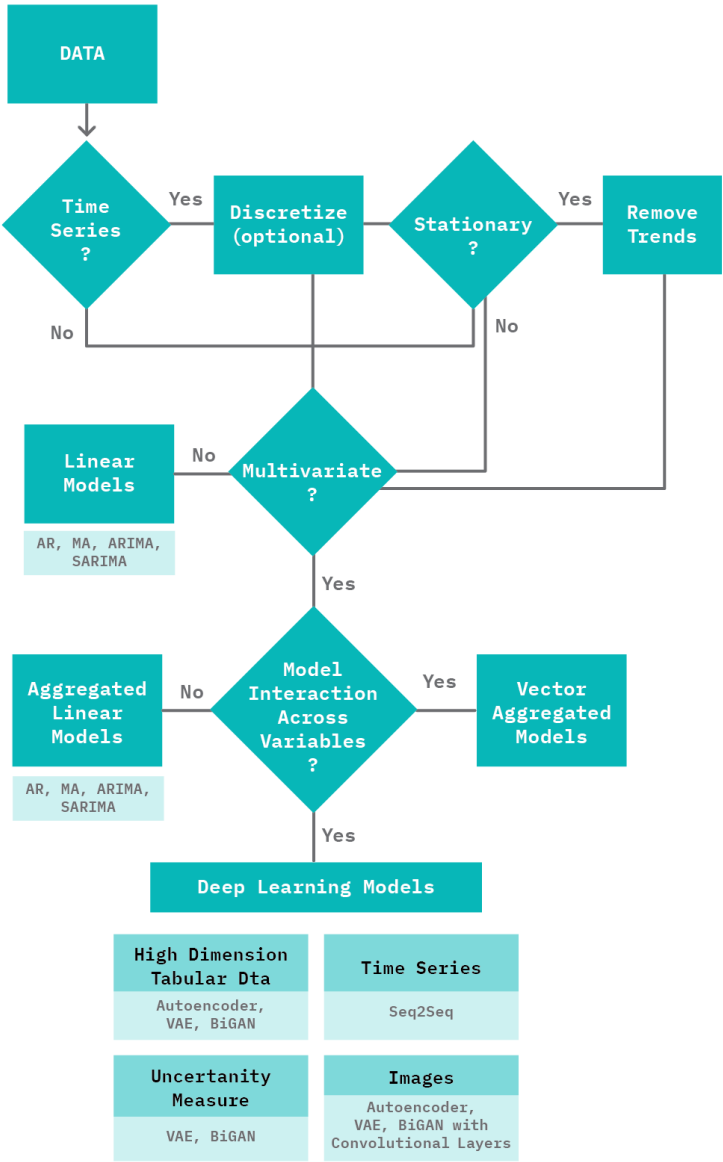 DATA
Time
Series
?
Yes
Discretize
(optional)
Stationary
?
Yes
Remove
Trends
No
No
Linear
Models
No
Multivariate
?
AR, MA, ARIMA,
SARIMA
Yes
Aggregated
Linear
Models
No
Model
Interaction
Across
Variables
?
Yes
Vector
Aggregated
Models
AR, MA, ARIMA,
SARIMA
Yes
Deep Learning Models
High Dimension
Tabular Dta
Autoencoder,
VAE, BiGAN
Time Series
Seq2Seq
Uncertanity
Measure
VAE, BiGAN
Images
Autoencoder,
VAE, BiGAN with
Convolutional Layers